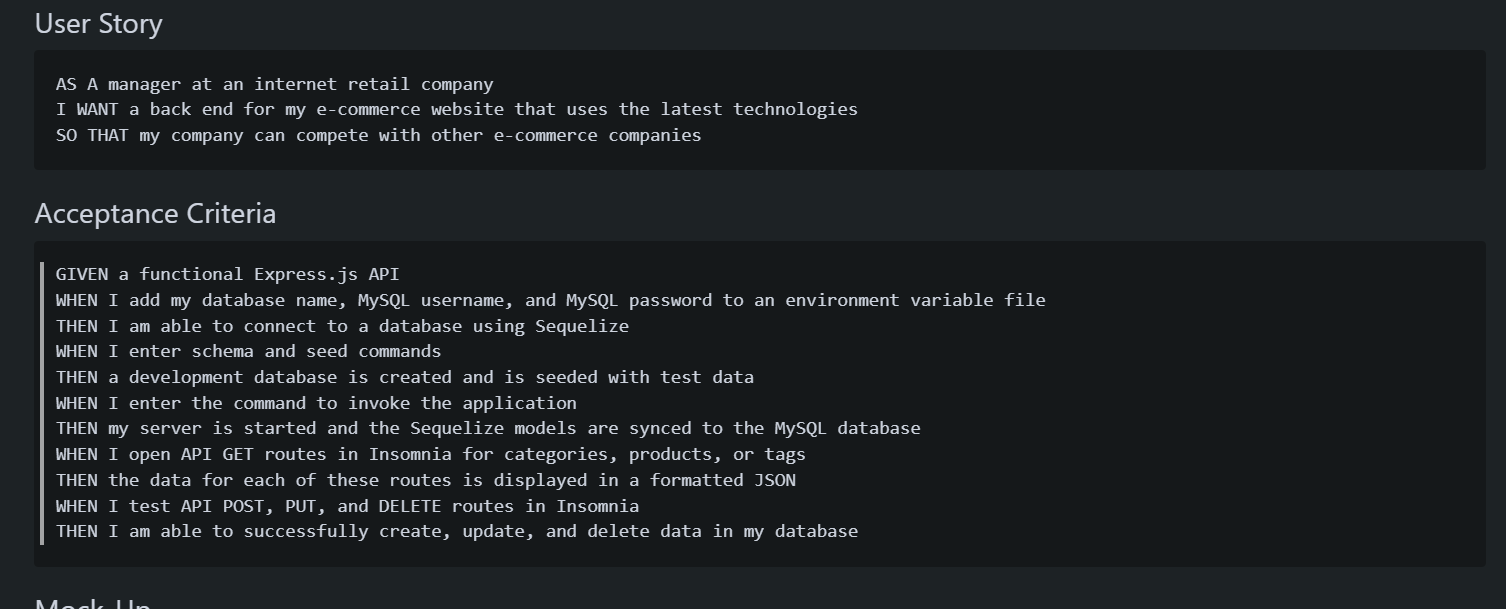 User Story
AS A manager at an internet retail company
I WANT a back end for my e-commerce website that uses the latest technologies
SO THAT my company can compete with other e-commerce companies
Acceptance Criteria
GIVEN a functional Express.js API
WHEN I add my database name, MySQL username, and MySQL password to an environment variable file
THEN I am able to connect to a database using Sequelize
WHEN I enter schema and seed commands
THEN a development database is created and is seeded with test data
WHEN I enter the command to invoke the application
THEN my server is started and the Sequelize models are synced to the MySQL database
WHEN I open API GET routes in Insomnia for categories, products, or tags
THEN the data for each of these routes is displayed in a formatted JSON
WHEN I test API POST, PUT, and DELETE routes in Insomnia
THEN I am able to successfully create, update, and delete data in my database
Mock-Up